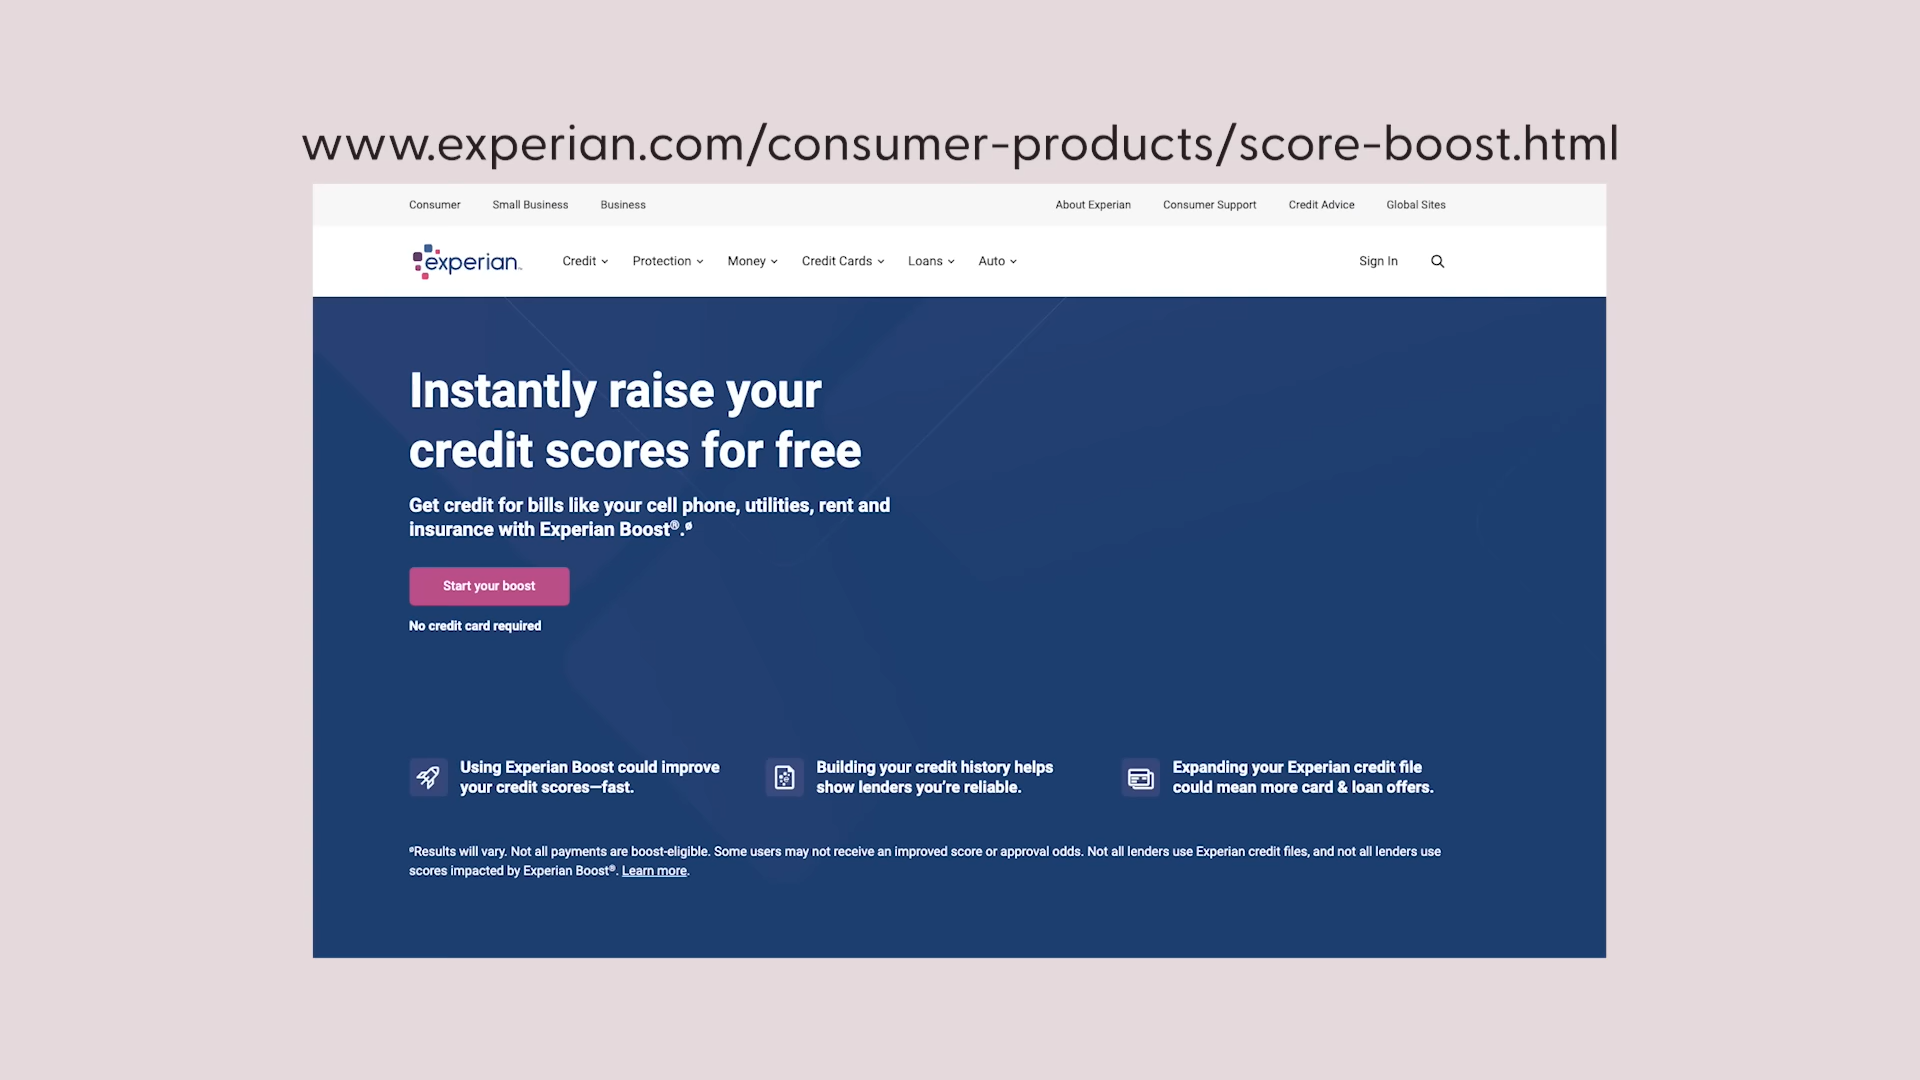 www.experian.com/consumer-products/score-boost.html
Consumer Small Business Business About Experian Consumer Support Credit Advice Global Sites
experian™ Credit Protection Money Credit Cards Loans Auto Sign In
Instantly raise your
credit scores for free
Get credit for bills like your cell phone, utilities, rent and
insurance with Experian Boost®.ø
Start your boost
No credit card required
Using Experian Boost could improve
your credit scores—fast.
Building your credit history helps
show lenders you’re reliable.
Expanding your Experian credit file
could mean more card & loan offers.
øResults will vary. Not all payments are boost-eligible. Some users may not receive an improved score or approval odds. Not all lenders use Experian credit files, and not all lenders use
scores impacted by Experian Boost®. Learn more.